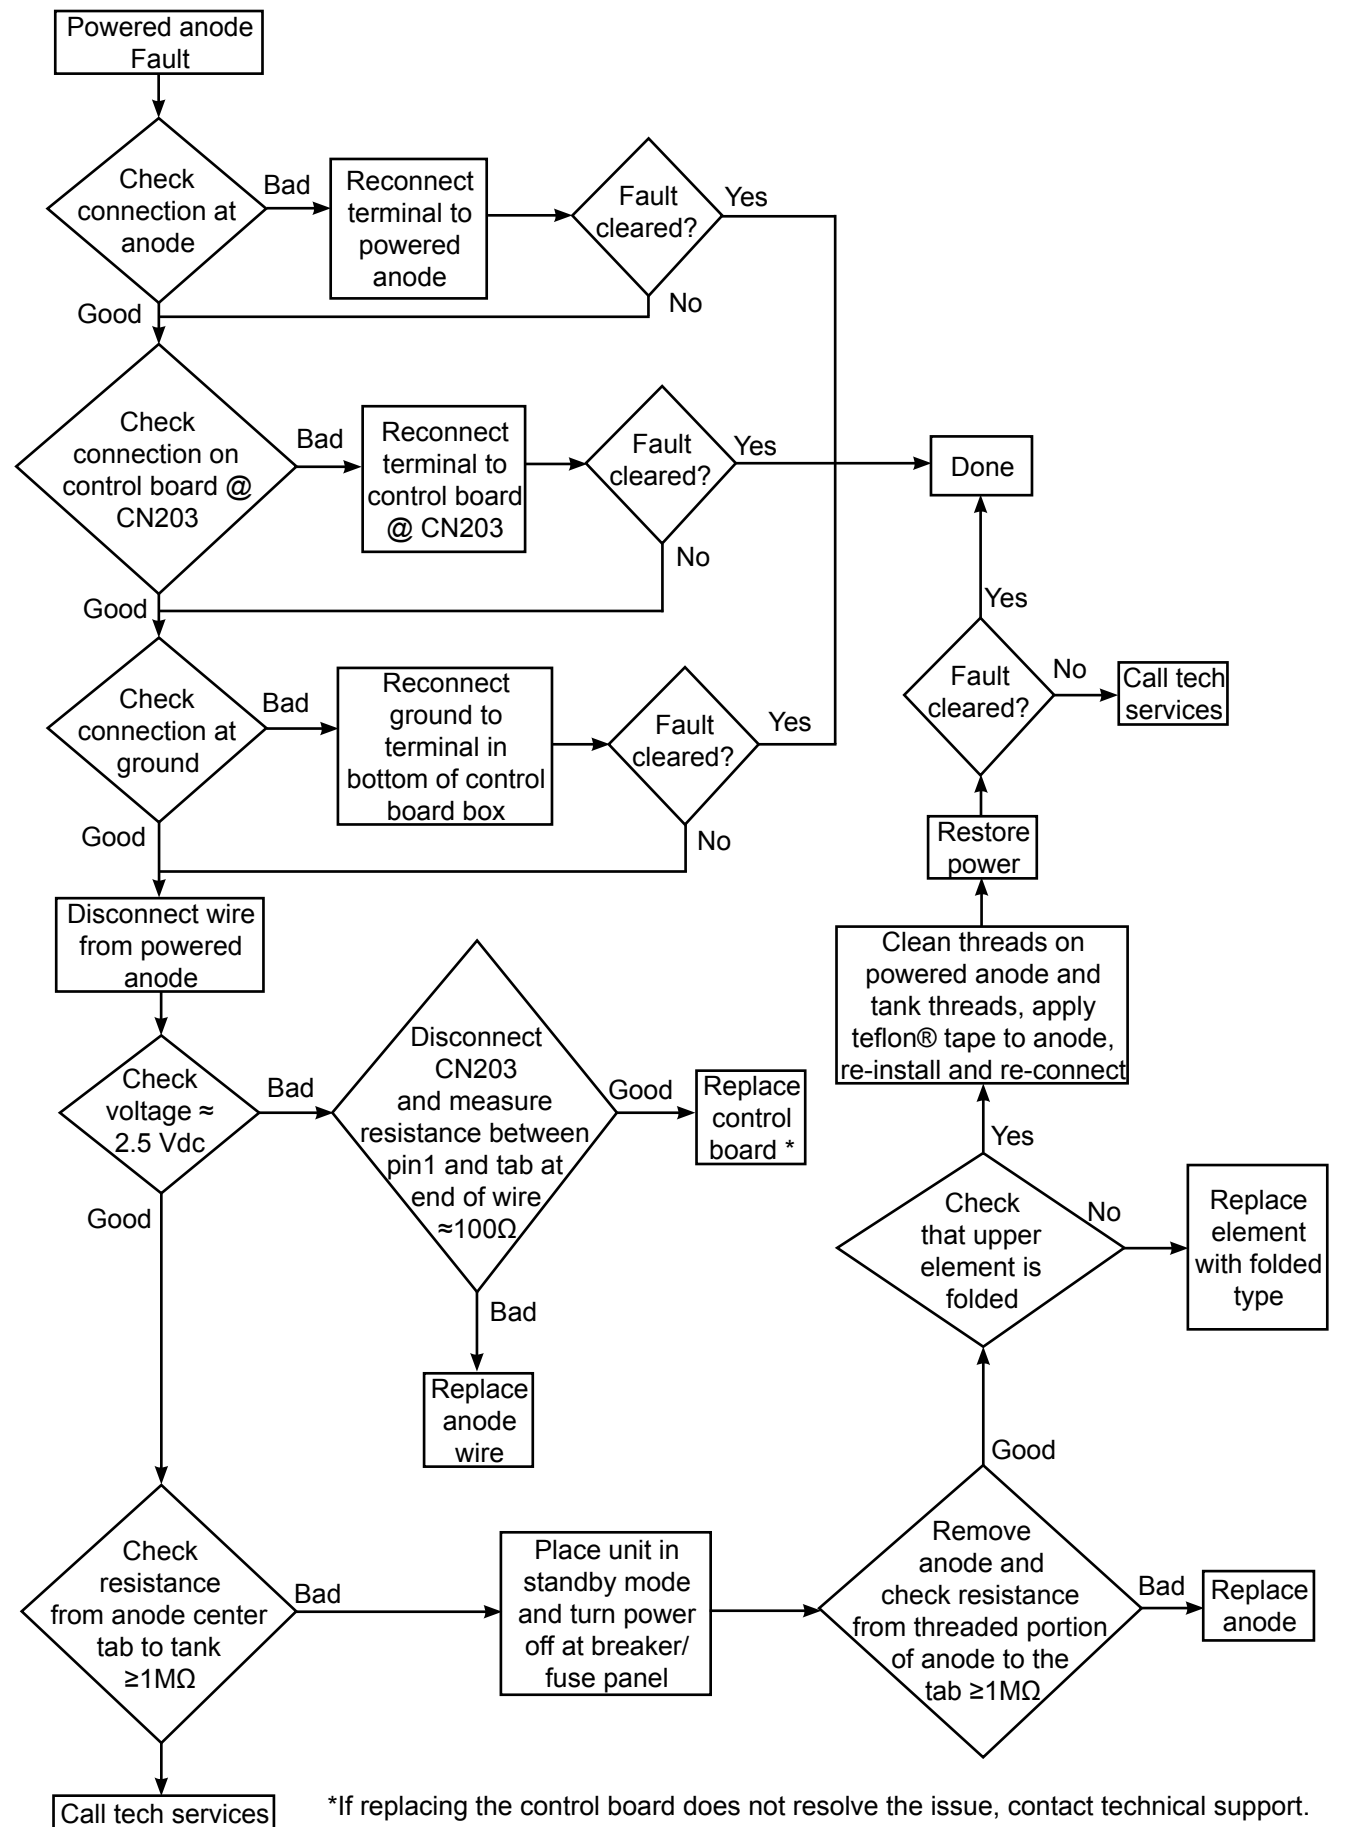 Powered anode
Fault
Check
connection at
anode
Bad
Reconnect
terminal to
powered
anode
Fault
cleared?
Yes
No
Good
Check
connection on
control board @
CN203
Bad
Reconnect
terminal to
control board
@ CN203
Fault
cleared?
Yes
No
Done
Good
Check
connection at
ground
Bad
Reconnect
ground to
terminal in
bottom of control
board box
Fault
cleared?
Yes
No
Good
Disconnect wire
from powered
anode
Check
voltage ≈
2.5 Vdc
Bad
Disconnect
CN203
and measure
resistance between
pin1 and tab at
end of wire
≈100Ω
Good
Replace
control
board *
Bad
Replace
anode
wire
Good
Check
resistance
from anode center
tab to tank
≥1MΩ
Bad
Place unit in
standby mode
and turn power
off at breaker/
fuse panel
Remove
anode and
check resistance
from threaded portion
of anode to the
tab ≥1MΩ
Bad
Replace
anode
Good
Check
that upper
element is
folded
No
Replace
element
with folded
type
Yes
Clean threads on
powered anode and
tank threads, apply
teflon® tape to anode,
re-install and re-connect
Restore
power
Fault
cleared?
No
Call tech
services
Yes
Call tech services
*If replacing the control board does not resolve the issue, contact technical support.